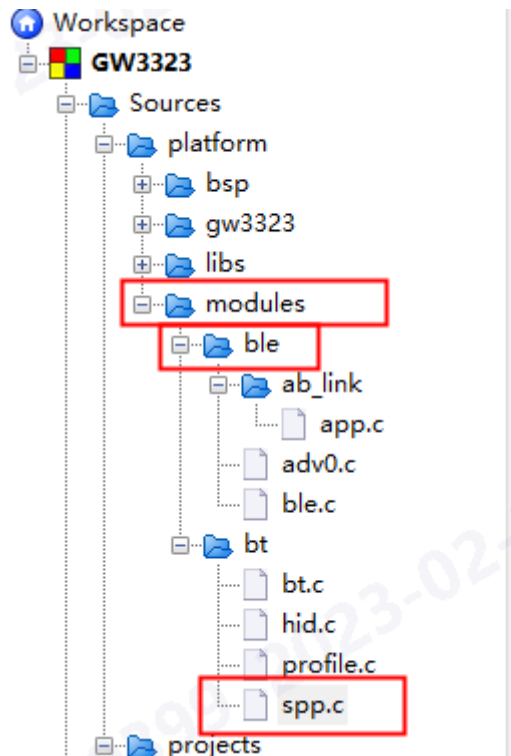 Workspace
GW3323
Sources
platform
bsp
gw3323
libs
modules
ble
ab_link
app.c
adv0.c
ble.c
bt
bt.c
hid.c
profile.c
spp.c
projects